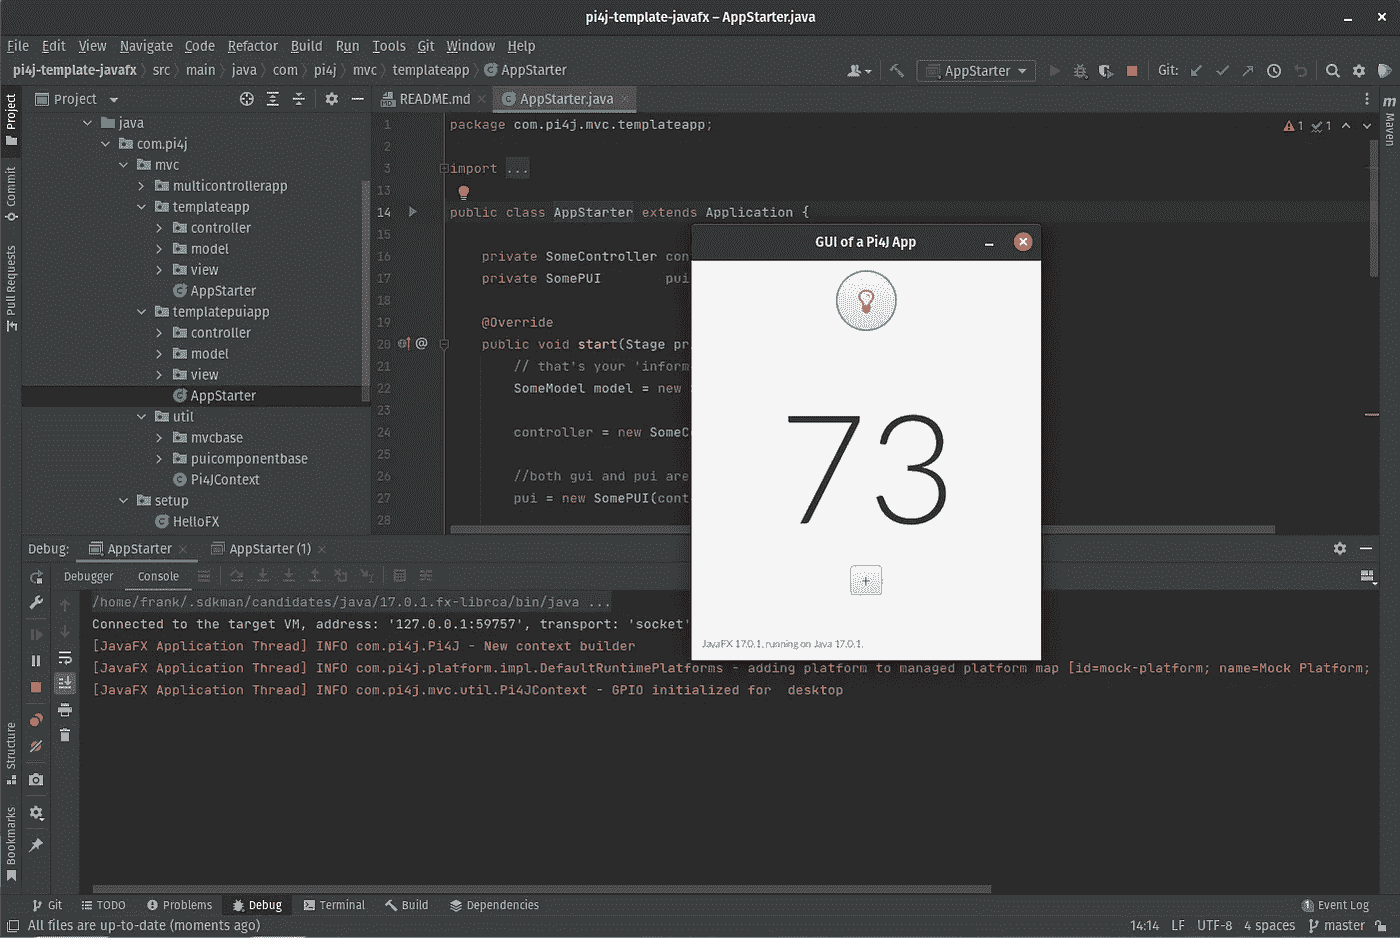 pi4j-template-javafx – AppStarter.java
File Edit View Navigate Code Refactor Build Run Tools Git Window Help
pi4j-template-javafx src main java com pi4j mvc templateapp AppStarter
AppStarter
Git:
Project
README.md
AppStarter.java
Project
Commit
Pull Requests
Structure
Bookmarks
Maven
java
com.pi4j
mvc
multicontrollerapp
templateapp
controller
model
view
AppStarter
templatepuiapp
controller
model
view
AppStarter
util
mvcbase
puicomponentbase
Pi4JContext
setup
HelloFX
1 package com.pi4j.mvc.templateapp;
2
3 import ...
13
14 public class AppStarter extends Application {
15
16 private SomeController con
17 private SomePUI pui
18
19 @Override
20 public void start(Stage pr
21 // that's your 'inform
22 SomeModel model = new
23
24 controller = new SomeC
25
26 //both gui and pui are
27 pui = new SomePUI(cont
28
1 1
GUI of a Pi4J App
73
+
JavaFX 17.0.1, running on Java 17.0.1.
Debug: AppStarter AppStarter (1)
Debugger Console
/home/frank/.sdkman/candidates/java/17.0.1.fx-librca/bin/java ...
Connected to the target VM, address: '127.0.0.1:59757', transport: 'socket'
[JavaFX Application Thread] INFO com.pi4j.Pi4J - New context builder
[JavaFX Application Thread] INFO com.pi4j.platform.impl.DefaultRuntimePlatforms - adding platform to managed platform map [id=mock-platform; name=Mock Platform;
[JavaFX Application Thread] INFO com.pi4j.mvc.util.Pi4JContext - GPIO initialized for desktop
Git TODO Problems Debug Terminal Build Dependencies 1 Event Log
All files are up-to-date (moments ago) 14:14 LF UTF-8 4 spaces master